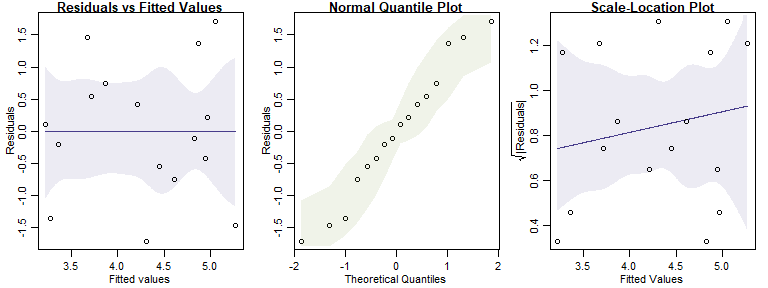 Residuals vs Fitted Values
Residuals
1.5
1.0
0.5
0.0
-0.5
-1.0
-1.5
3.5 4.0 4.5 5.0
Fitted values
Normal Quantile Plot
Residuals
1.5
1.0
0.5
0.0
-0.5
-1.0
-1.5
-2 -1 0 1 2
Theoretical Quantiles
Scale-Location Plot
√|Residuals|
1.2
1.0
0.8
0.6
0.4
3.5 4.0 4.5 5.0
Fitted Values